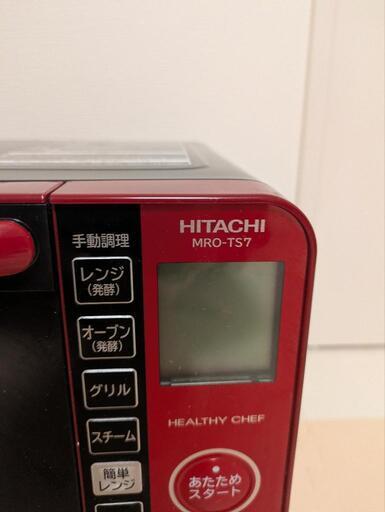 HITACHI
MRO-TS7
手動調理
レンジ
(発酵)
オーブン
(発酵)
グリル
スチーム
簡単
レンジ
HEALTHY CHEF
あたため
スタート